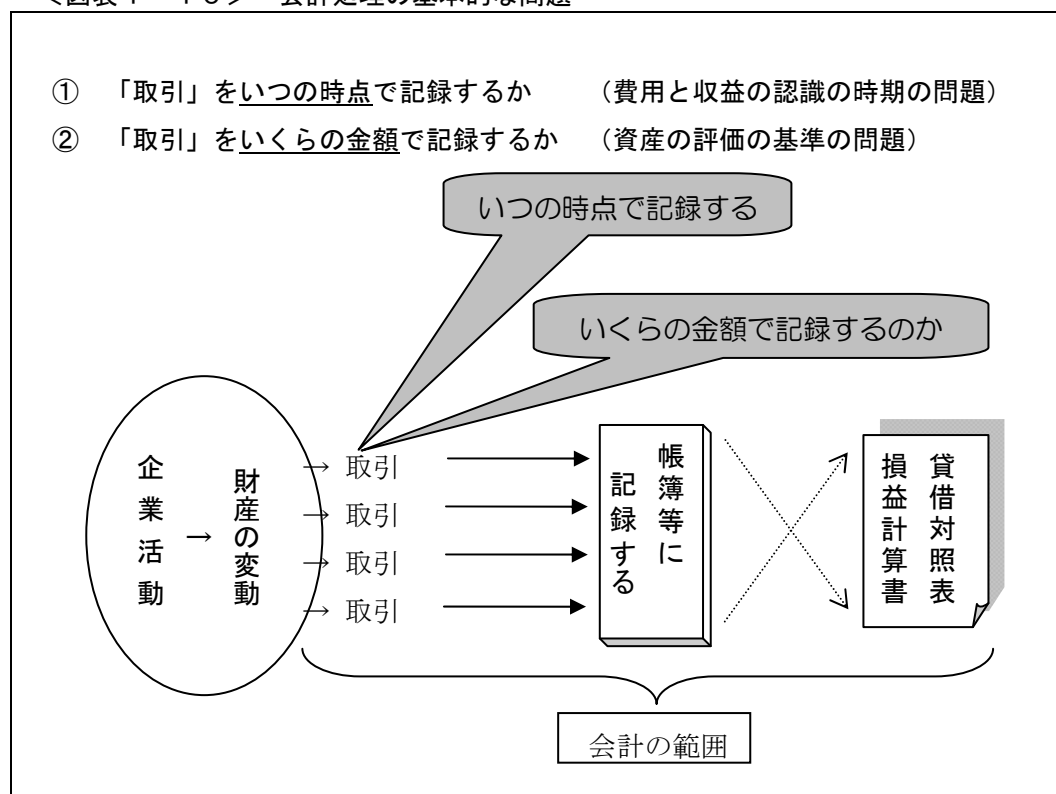 ① 「取引」をいつの時点で記録するか （費用と収益の認識の時期の問題）
② 「取引」をいくらの金額で記録するか （資産の評価の基準の問題）
いつの時点で記録する
いくらの金額で記録するのか
企業活動
→
財産の変動
→ 取引
→ 取引
→ 取引
→ 取引
帳簿等に
記録する
貸借対照表
損益計算書
会計の範囲